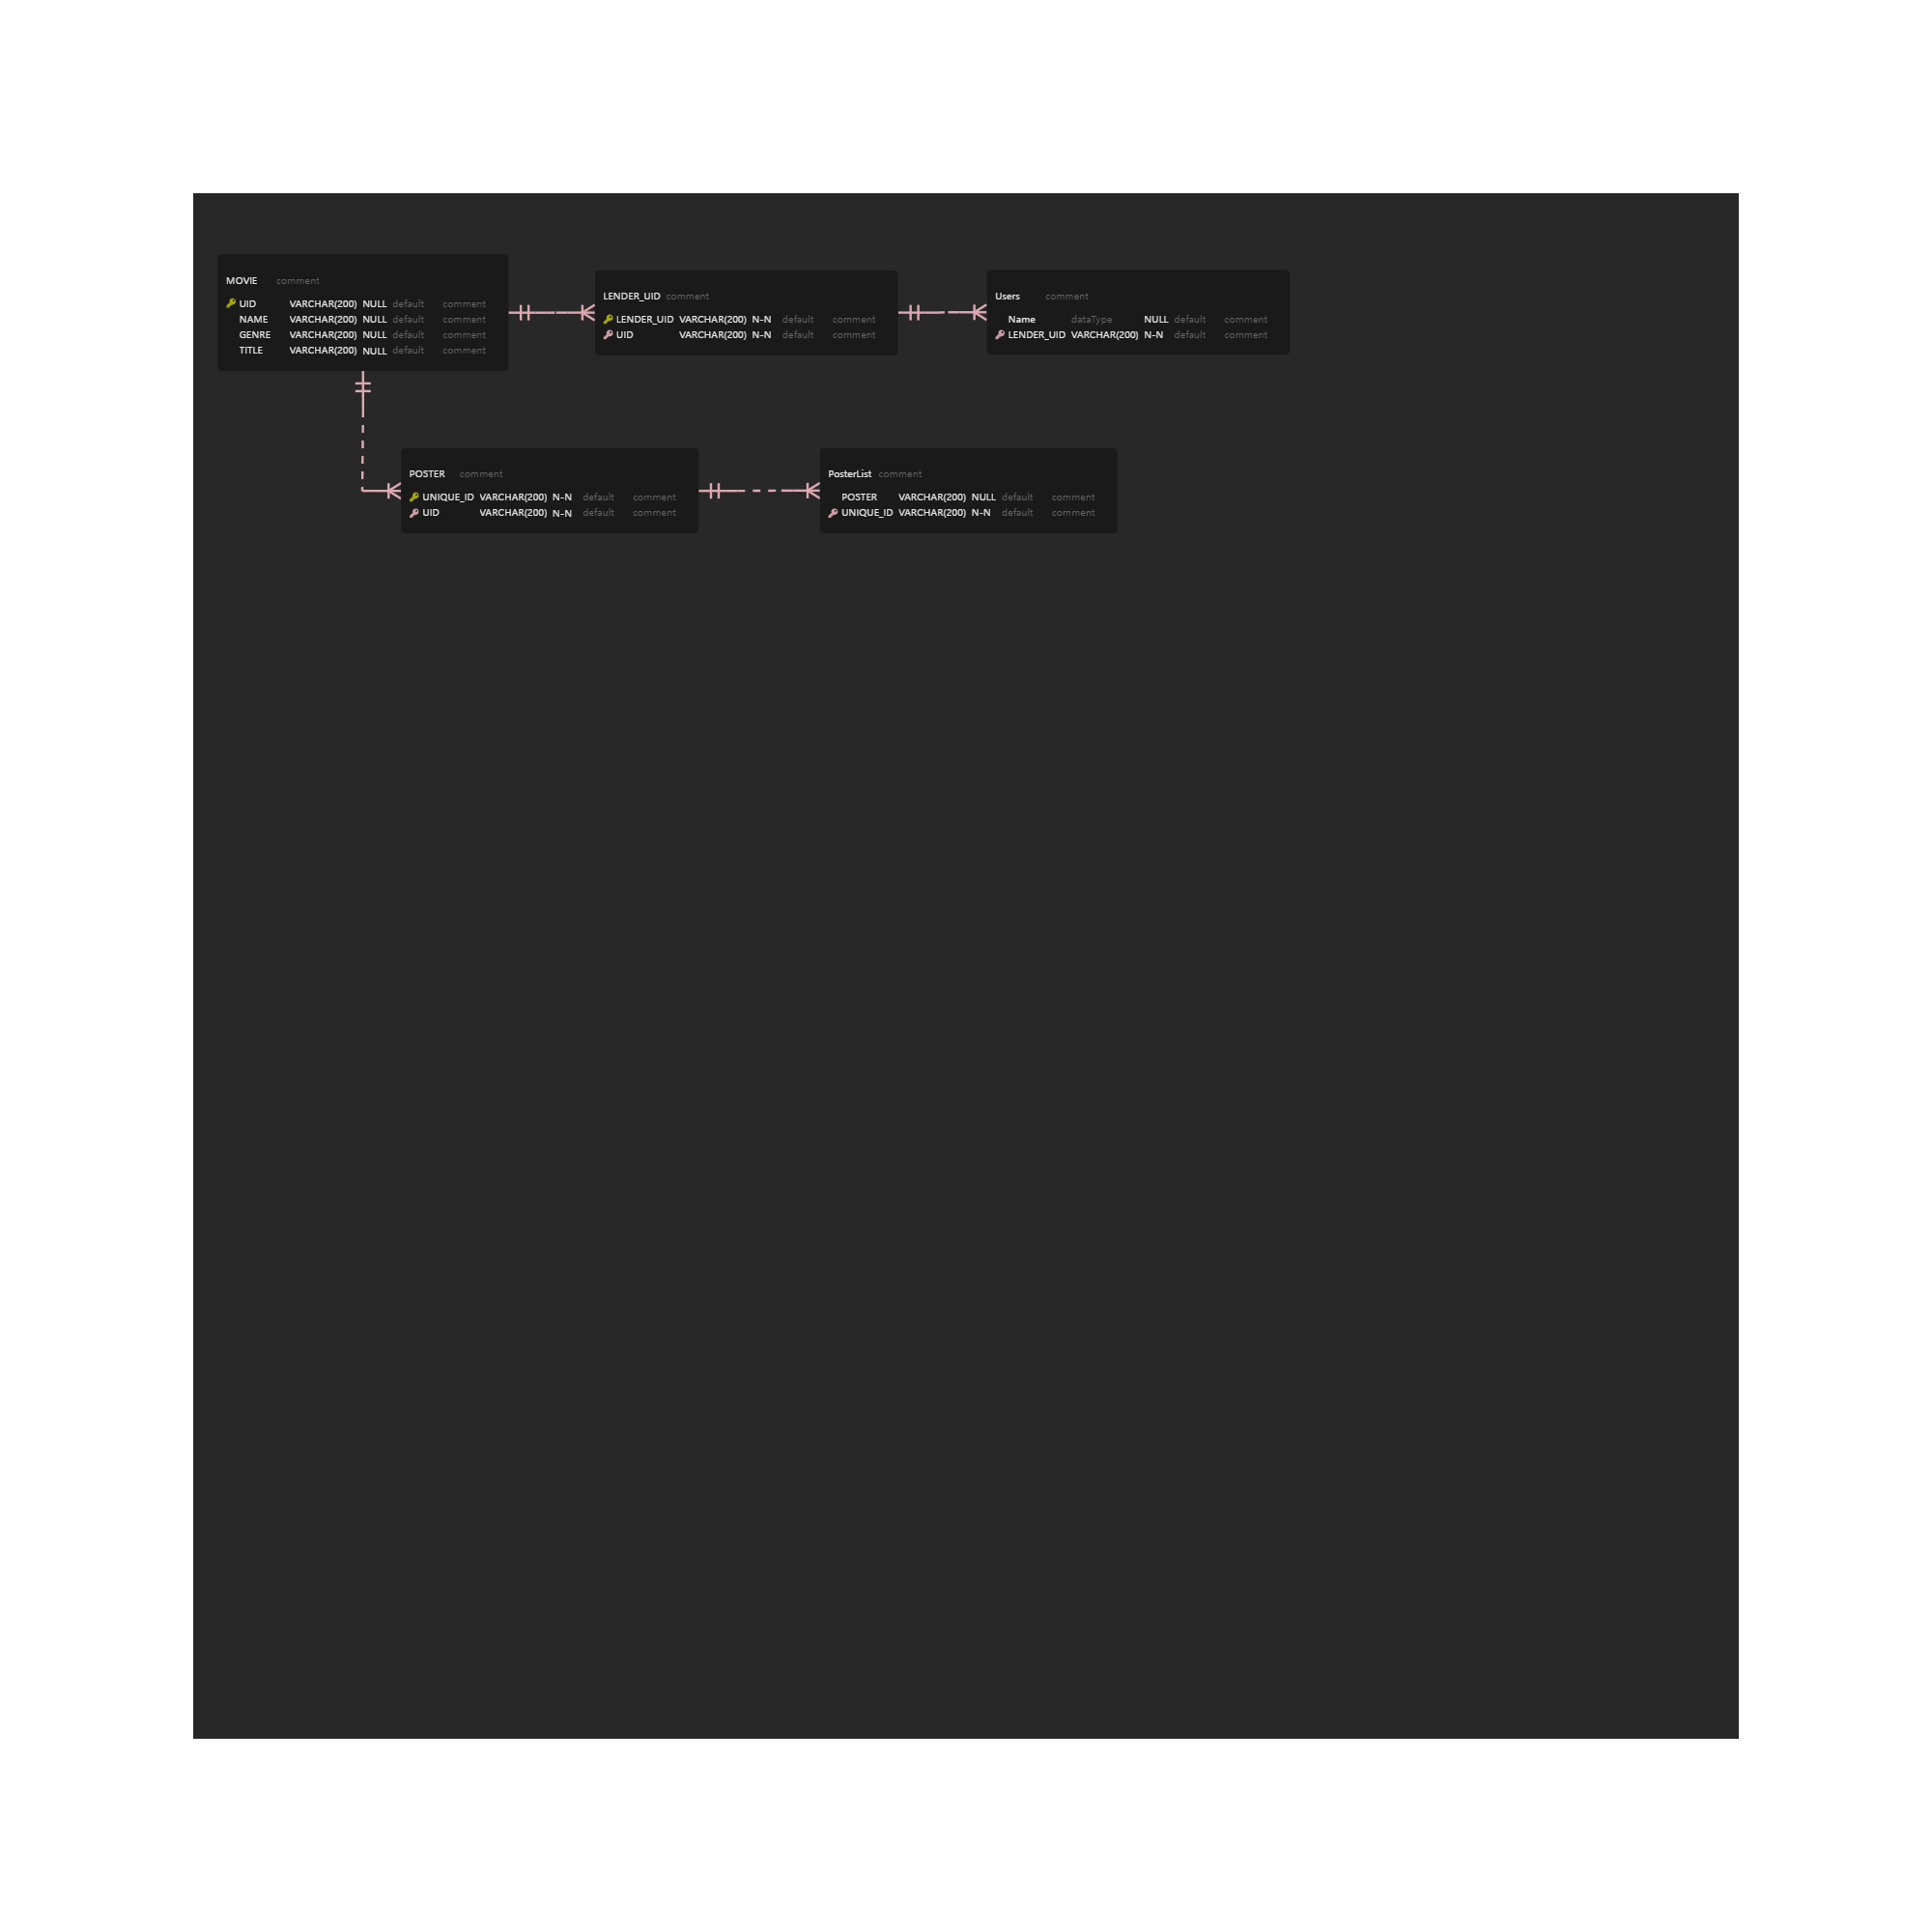 MOVIE comment
UID VARCHAR(200) NULL default comment
NAME VARCHAR(200) NULL default comment
GENRE VARCHAR(200) NULL default comment
TITLE VARCHAR(200) NULL default comment
LENDER_UID comment
LENDER_UID VARCHAR(200) N-N default comment
UID VARCHAR(200) N-N default comment
Users comment
Name dataType NULL default comment
LENDER_UID VARCHAR(200) N-N default comment
POSTER comment
UNIQUE_ID VARCHAR(200) N-N default comment
UID VARCHAR(200) N-N default comment
PosterList comment
POSTER VARCHAR(200) NULL default comment
UNIQUE_ID VARCHAR(200) N-N default comment